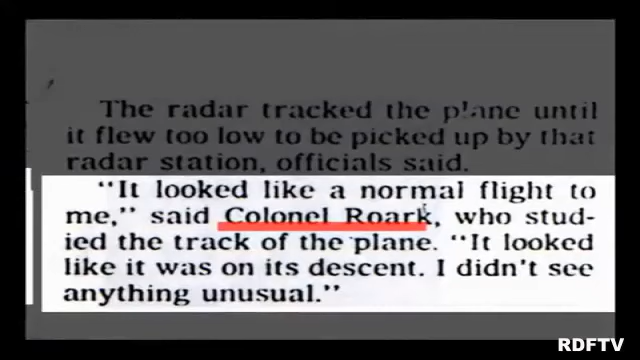 The radar tracked the plane until
it flew too low to be picked up by that
radar station, officials said.
“It looked like a normal flight to
me,” said Colonel Roark, who stud-
ied the track of the plane. “It looked
like it was on its descent. I didn't see
anything unusual.”
RDFTV